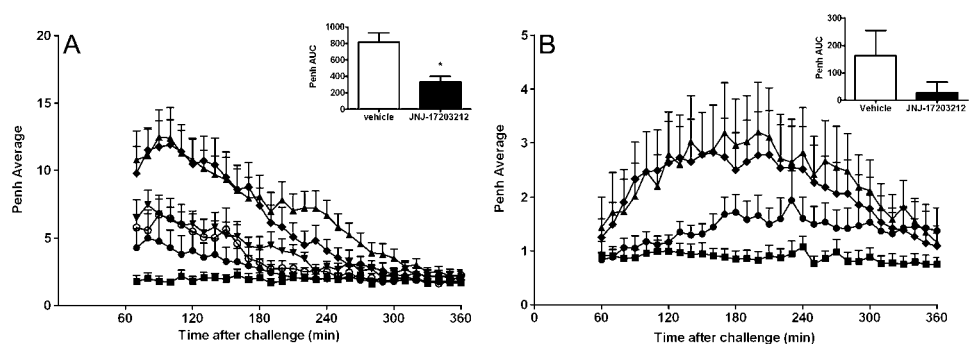 A
20
15
10
5
0
Penh Average
60 120 180 240 300 360
Time after challenge (min)
1000
800
600
400
200
0
Penh AUC
*
vehicle JNJ-17203212
B
5
4
3
2
1
0
Penh Average
0 60 120 180 240 300 360
Time after challenge (min)
300
200
100
0
Penh AUC
Vehicle JNJ-17203212